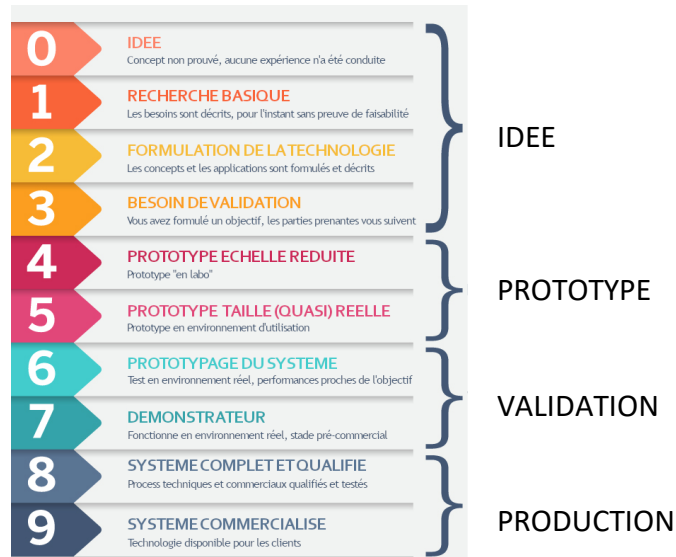 0
IDEE
Concept non prouvé, aucune expérience n'a été conduite
1
RECHERCHE BASIQUE
Les besoins sont décrits, pour l'instant sans preuve de faisabilité
2
FORMULATION DE LA TECHNOLOGIE
Les concepts et les applications sont formulés et décrits
3
BESOIN DE VALIDATION
Vous avez formulé un objectif, les parties prenantes vous suivent
IDEE
4
PROTOTYPE ECHELLE REDUITE
Prototype "en labo"
5
PROTOTYPE TAILLE (QUASI) REELLE
Prototype en environnement d'utilisation
PROTOTYPE
6
PROTOTYPAGE DU SYSTEME
Test en environnement réel, performances proches de l'objectif
7
DEMONSTRATEUR
Fonctionne en environnement réel, stade pré-commercial
VALIDATION
8
SYSTEME COMPLET ET QUALIFIE
Process techniques et commerciaux qualifiés et testés
9
SYSTEME COMMERCIALISE
Technologie disponible pour les clients
PRODUCTION